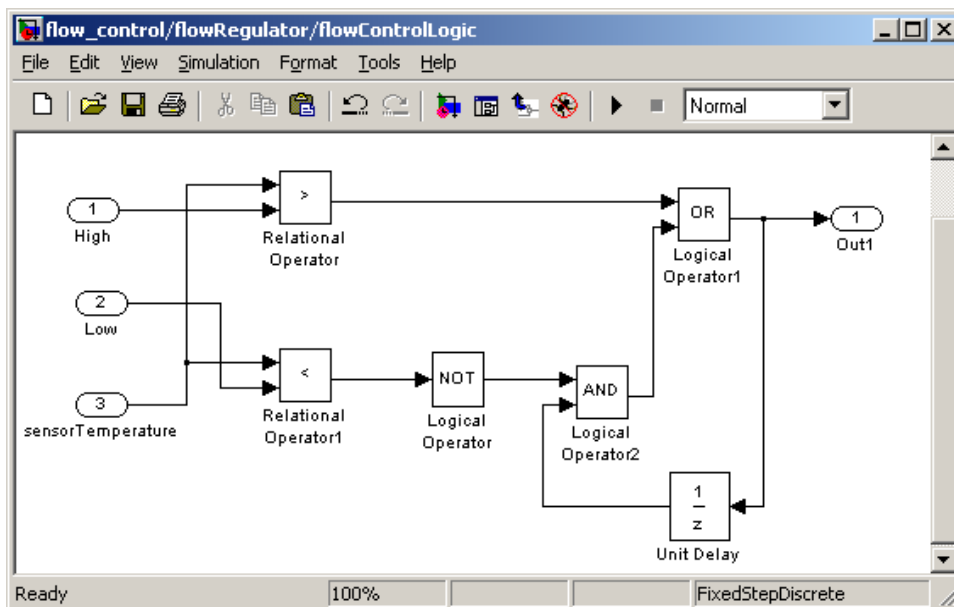 flow_control/flowRegulator/flowControlLogic
File Edit View Simulation Format Tools Help
Normal
1
High
>
Relational
Operator
OR
Logical
Operator1
1
Out1
2
Low
3
sensorTemperature
<
Relational
Operator1
NOT
Logical
Operator
AND
Logical
Operator2
1
z
Unit Delay
Ready 100% FixedStepDiscrete